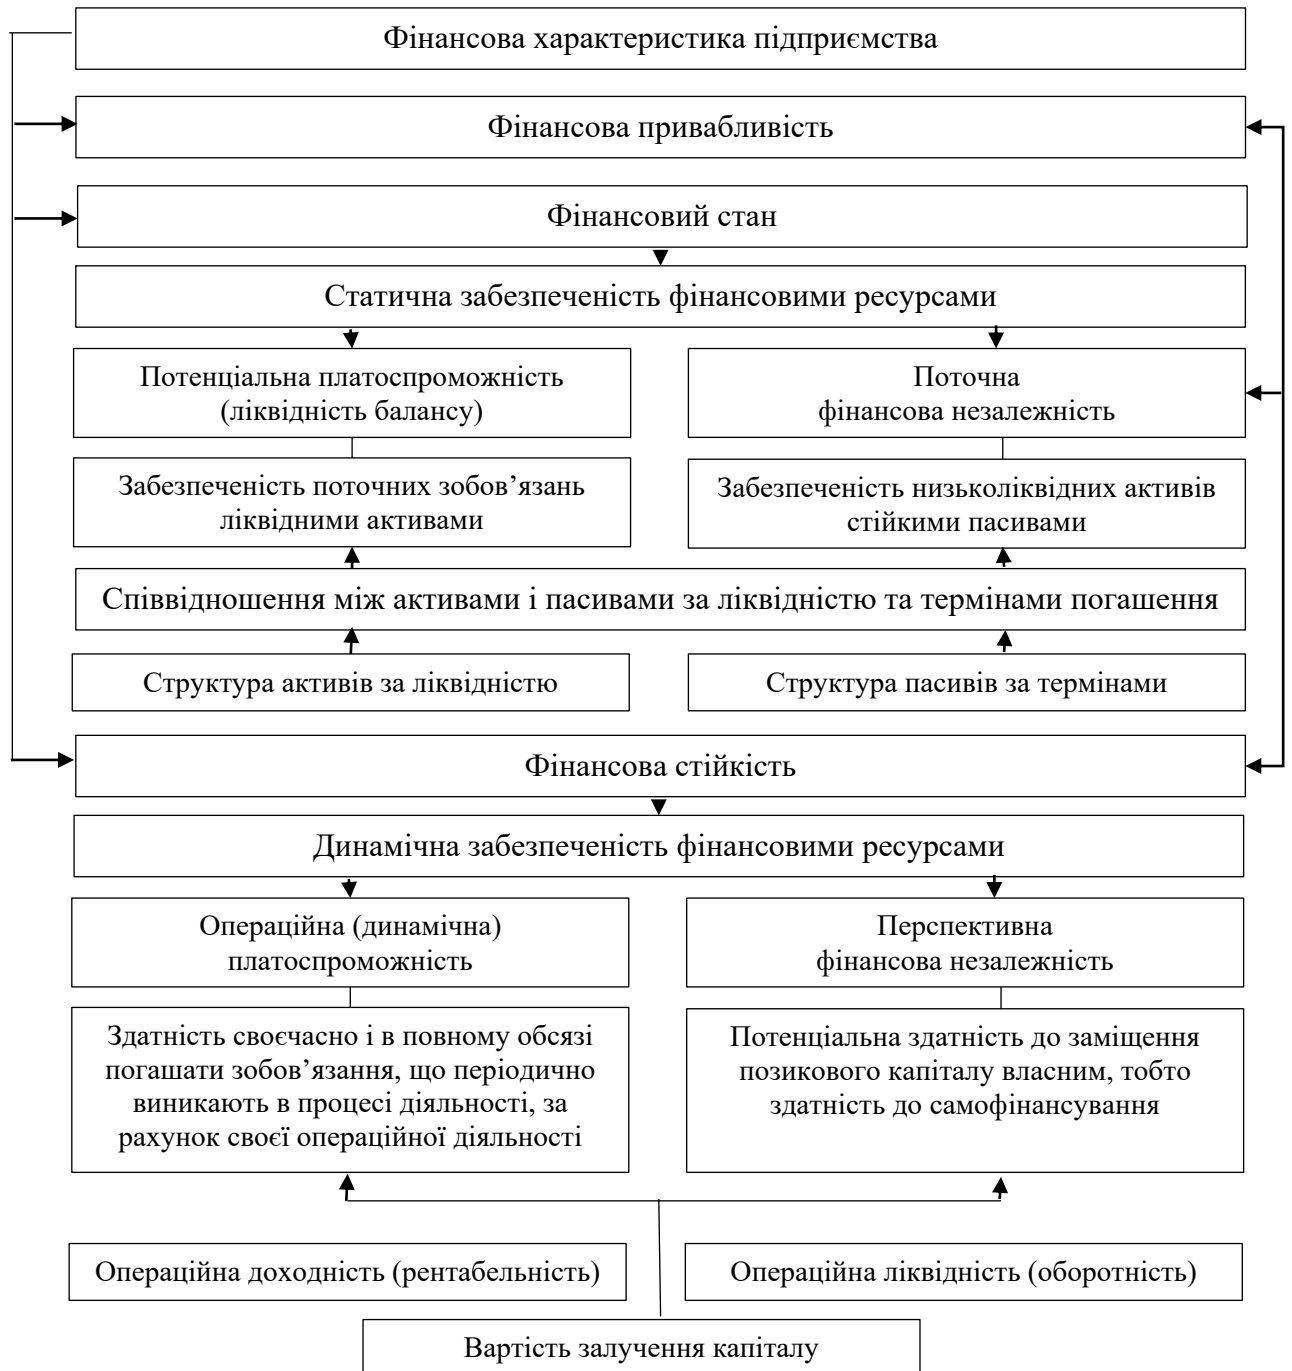 Фінансова характеристика підприємства
Фінансова привабливість
Фінансовий стан
Статична забезпеченість фінансовими ресурсами
Потенціальна платоспроможність
(ліквідність балансу)
Поточна
фінансова незалежність
Забезпеченість поточних зобов’язань
ліквідними активами
Забезпеченість низьколіквідних активів
стійкими пасивами
Співвідношення між активами і пасивами за ліквідністю та термінами погашення
Структура активів за ліквідністю
Структура пасивів за термінами
Фінансова стійкість
Динамічна забезпеченість фінансовими ресурсами
Операційна (динамічна)
платоспроможність
Перспективна
фінансова незалежність
Здатність своєчасно і в повному обсязі
погашати зобов’язання, що періодично
виникають в процесі діяльності, за
рахунок своєї операційної діяльності
Потенціальна здатність до заміщення
позикового капіталу власним, тобто
здатність до самофінансування
Операційна доходність (рентабельність)
Операційна ліквідність (оборотність)
Вартість залучення капіталу